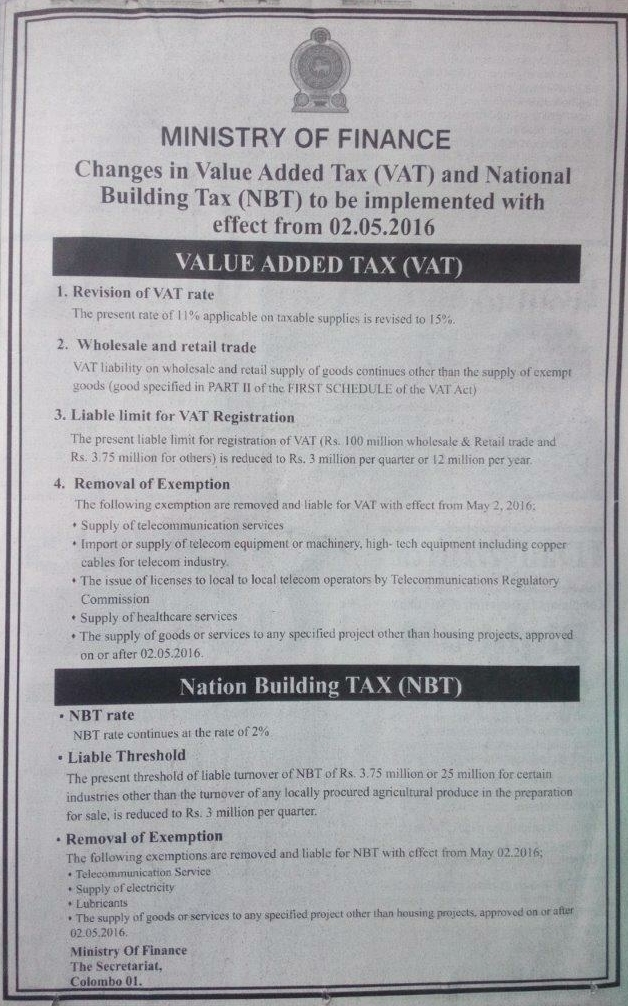 MINISTRY OF FINANCE
Changes in Value Added Tax (VAT) and National
Building Tax (NBT) to be implemented with
effect from 02.05.2016
VALUE ADDED TAX (VAT)
1. Revision of VAT rate
The present rate of 11% applicable on taxable supplies is revised to 15%.
2. Wholesale and retail trade
VAT liability on wholesale and retail supply of goods continues other than the supply of exempt
goods (good specified in PART II of the FIRST SCHEDULE of the VAT Act)
3. Liable limit for VAT Registration
The present liable limit for registration of VAT (Rs. 100 million wholesale & Retail trade and
Rs. 3.75 million for others) is reduced to Rs. 3 million per quarter or 12 million per year.
4. Removal of Exemption
The following exemption are removed and liable for VAT with effect from May 2, 2016;
• Supply of telecommunication services
• Import or supply of telecom equipment or machinery, high- tech equipment including copper
cables for telecom industry.
• The issue of licenses to local to local telecom operators by Telecommunications Regulatory
Commission
• Supply of healthcare services
• The supply of goods or services to any specified project other than housing projects, approved
on or after 02.05.2016.
Nation Building TAX (NBT)
• NBT rate
NBT rate continues at the rate of 2%
• Liable Threshold
The present threshold of liable turnover of NBT of Rs. 3.75 million or 25 million for certain
industries other than the turnover of any locally procured agricultural produce in the preparation
for sale, is reduced to Rs. 3 million per quarter.
• Removal of Exemption
The following exemptions are removed and liable for NBT with effect from May 02.2016;
• Telecommunication Service
• Supply of electricity
• Lubricants
• The supply of goods or services to any specified project other than housing projects, approved on or after
02.05.2016.
Ministry Of Finance
The Secretariat,
Colombo 01.